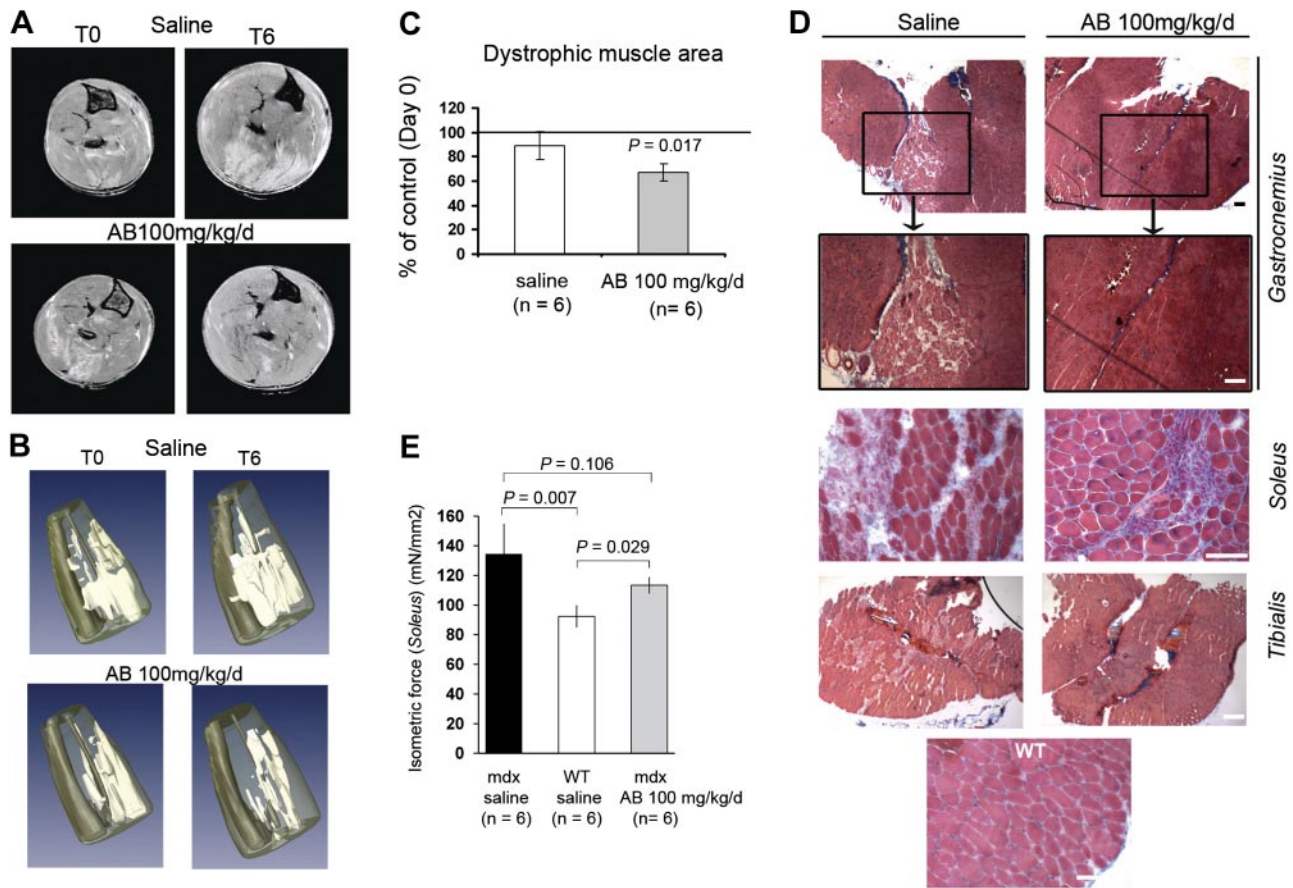 A
Saline
T0
T6
AB100mg/kg/d
B
Saline
T0
T6
AB 100mg/kg/d
C
Dystrophic muscle area
% of control (Day 0)
120
100
80
60
40
20
0
P = 0.017
saline
(n = 6)
AB 100 mg/kg/d
(n= 6)
D
Saline
AB 100mg/kg/d
Gastrocnemius
Soleus
Tibialis
WT
E
Isometric force (Soleus) (mN/mm2)
160
140
120
100
80
60
40
20
0
P = 0.106
P = 0.007
P = 0.029
mdx
saline
(n = 6)
WT
saline
(n = 6)
mdx
AB 100 mg/kg/d
(n= 6)